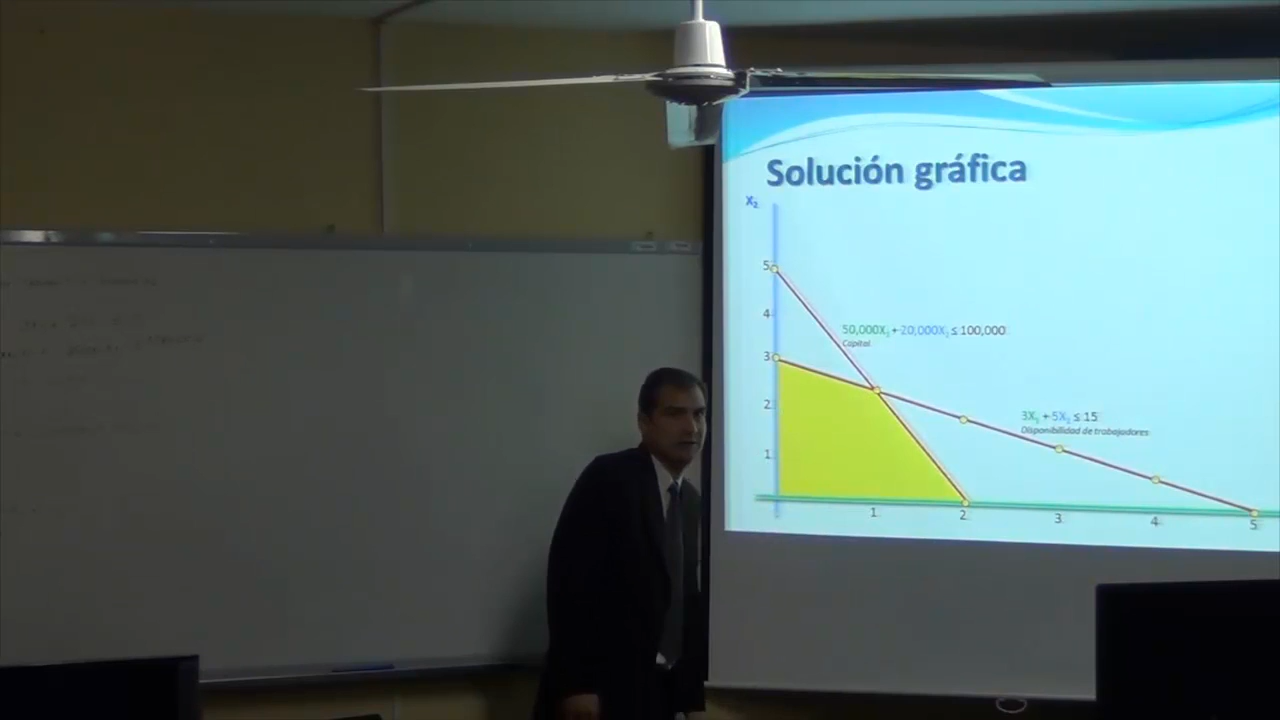 Solución gráfica
X₂
5
50,000X₁ + 20,000X₂ ≤ 100,000
Capital
4
3
3X₁ + 5X₂ ≤ 15
Disponibilidad de trabajadores
2
1
1 2 3 4 5